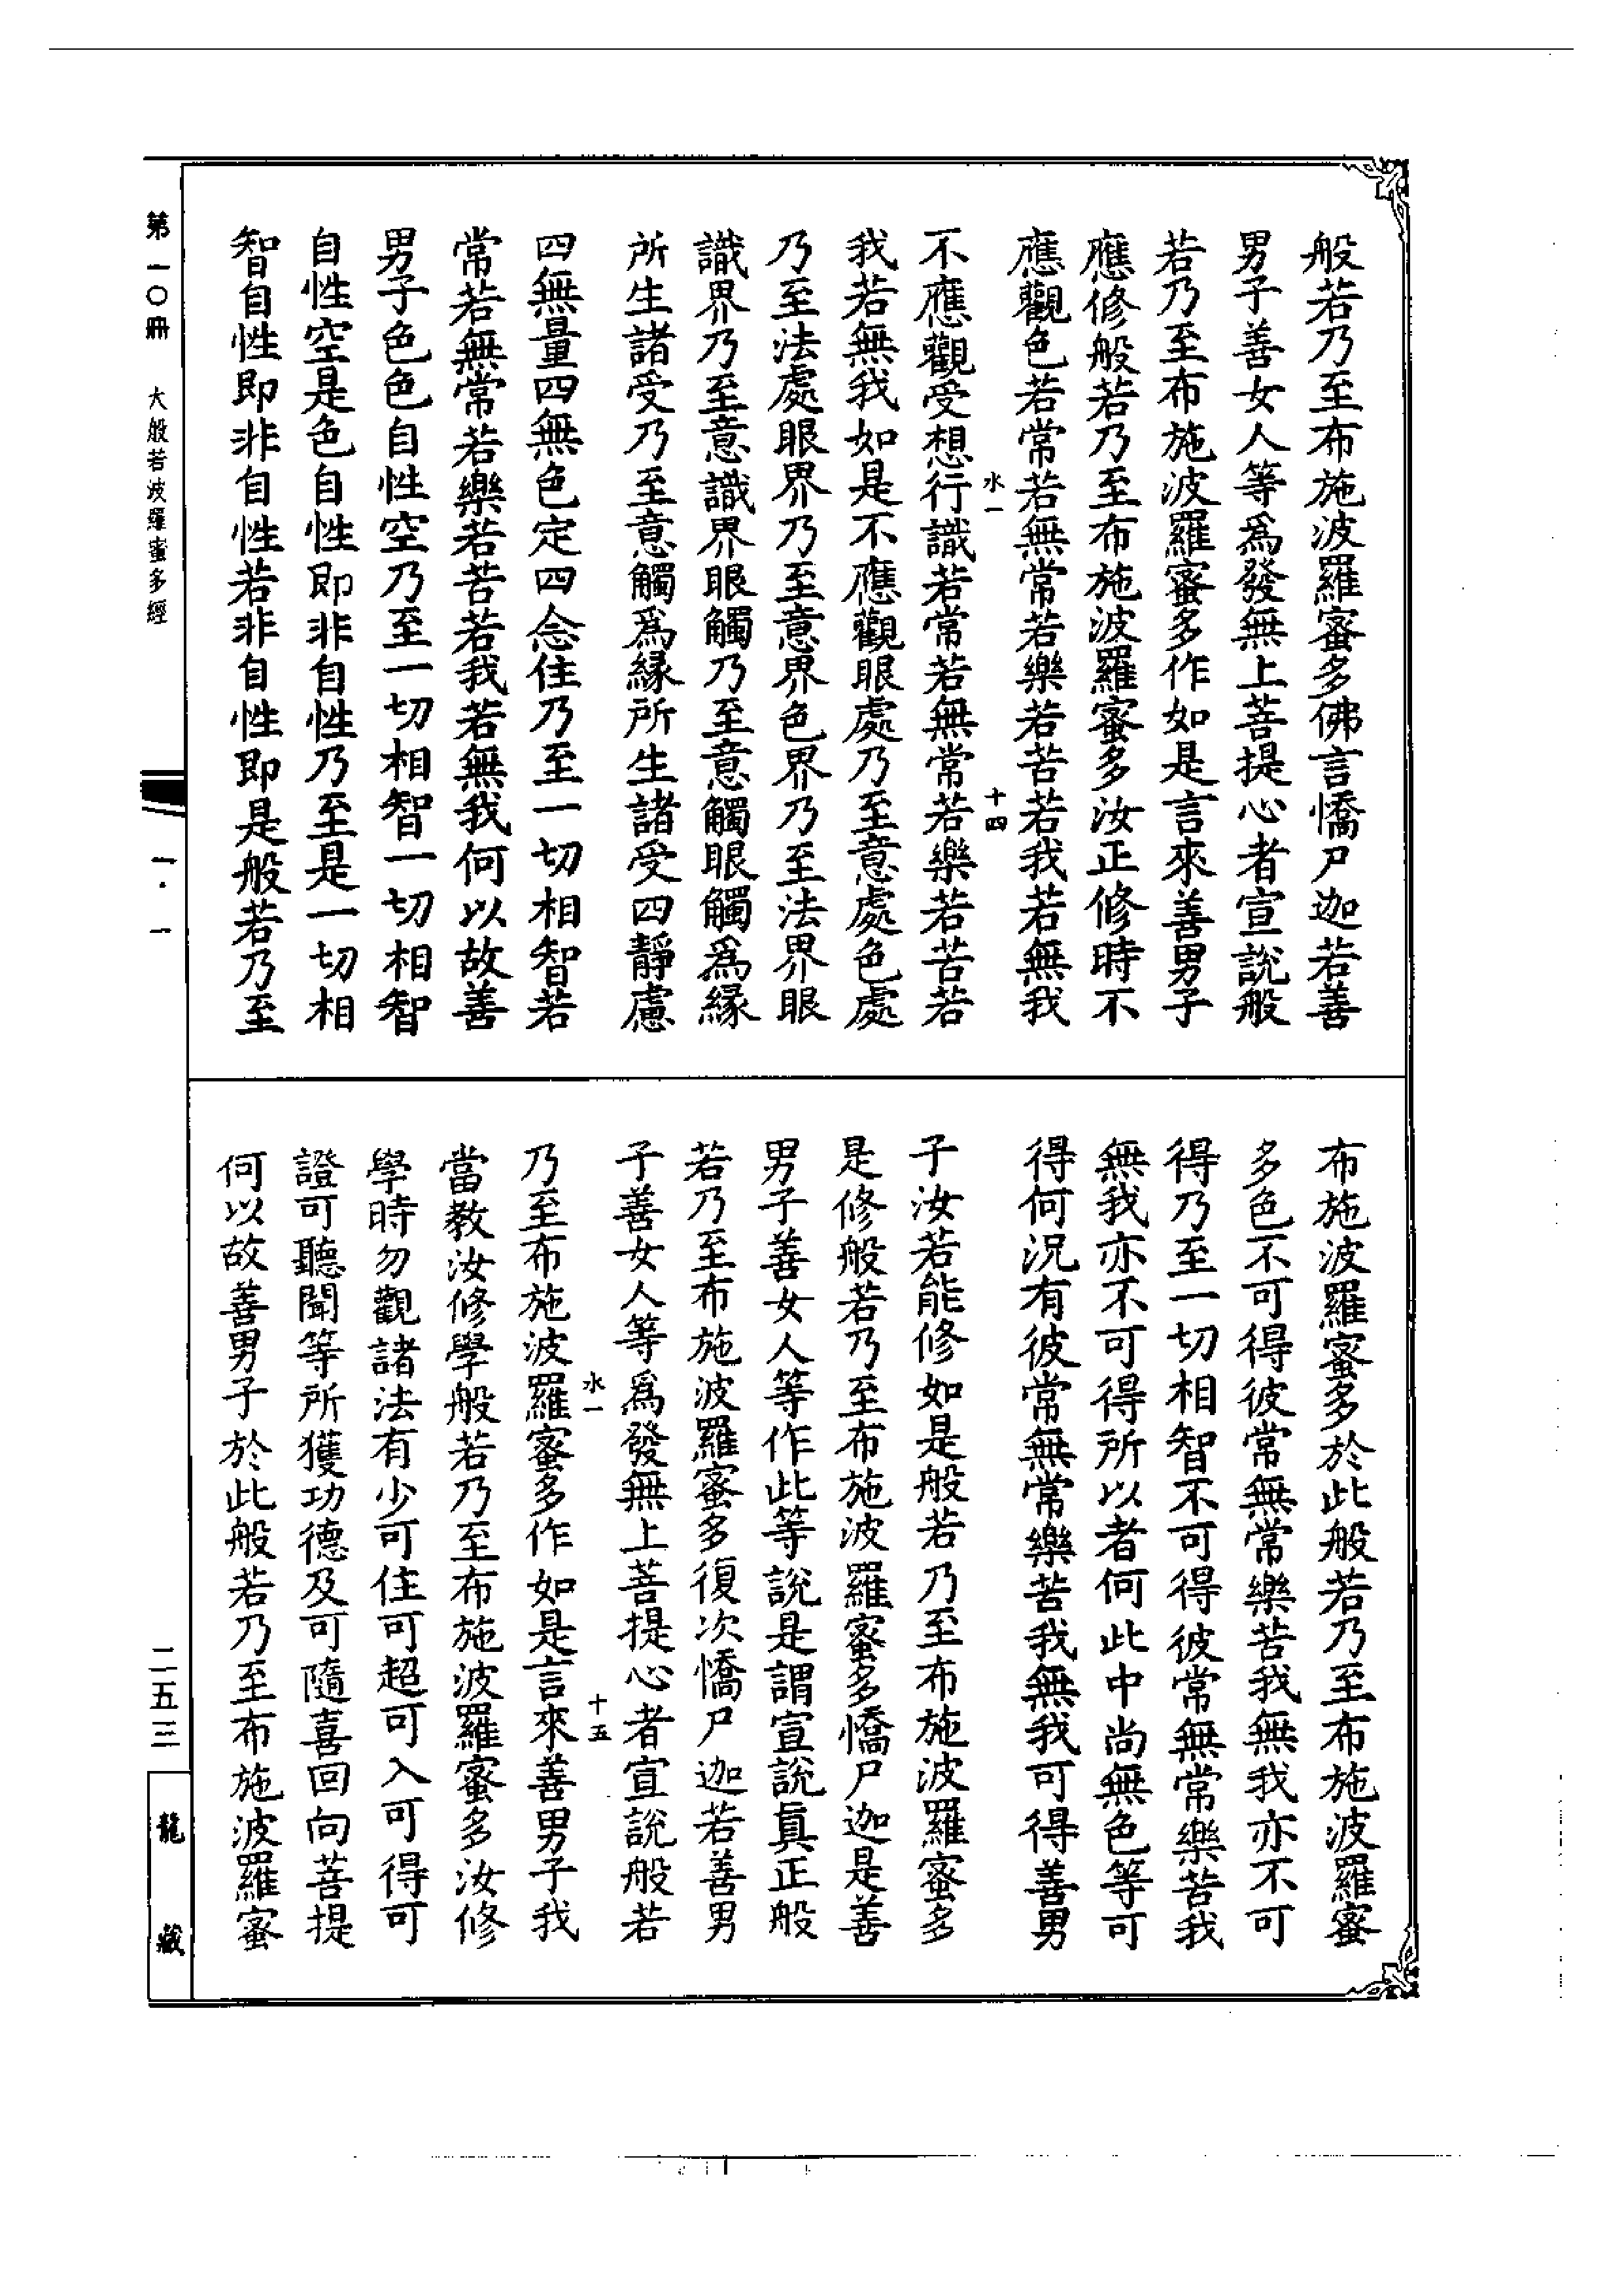 般若乃至布施波羅蜜多佛言憍尸迦若善
男子善女人等爲發無上菩提心者宣說般
若乃至布施波羅蜜多作如是言來善男子
應修般若乃至布施波羅蜜多汝正修時不
應觀色若常若無常若樂若苦若我若無我
水一
十四
不應觀受想行識若常若無常若樂若苦若
我若無我如是不應觀眼處乃至意處色處
乃至法處眼界乃至意界色界乃至法界眼
識界乃至意識界眼觸乃至意觸眼觸爲緣
所生諸受乃至意觸爲緣所生諸受四靜慮
四無量四無色定四念住乃至一切相智若
常若無常若樂若苦若我若無我何以故善
男子色色自性空乃至一切相智一切相智
自性空是色自性即非自性乃至是一切相
智自性即非自性若非自性即是般若乃至
布施波羅蜜多於此般若乃至布施波羅蜜
多色不可得彼常無常樂苦我無我亦不可
得乃至一切相智不可得彼常無常樂苦我
無我亦不可得所以者何此中尚無色等可
得何況有彼常無常樂苦我無我可得善男
子汝若能修如是般若乃至布施波羅蜜多
是修般若乃至布施波羅蜜多憍尸迦是善
男子善女人等作此等說是謂宣說真正般
若乃至布施波羅蜜多復次憍尸迦若善男
子善女人等爲發無上菩提心者宣說般若
水一
十五
乃至布施波羅蜜多作如是言來善男子我
當教汝修學般若乃至布施波羅蜜多汝修
學時勿觀諸法有少可住可超可入可得可
證可聽聞等所獲功德及可隨喜回向菩提
何以故善男子於此般若乃至布施波羅蜜
第一〇冊
大般若波羅蜜多經
一·一
二五三
龍藏